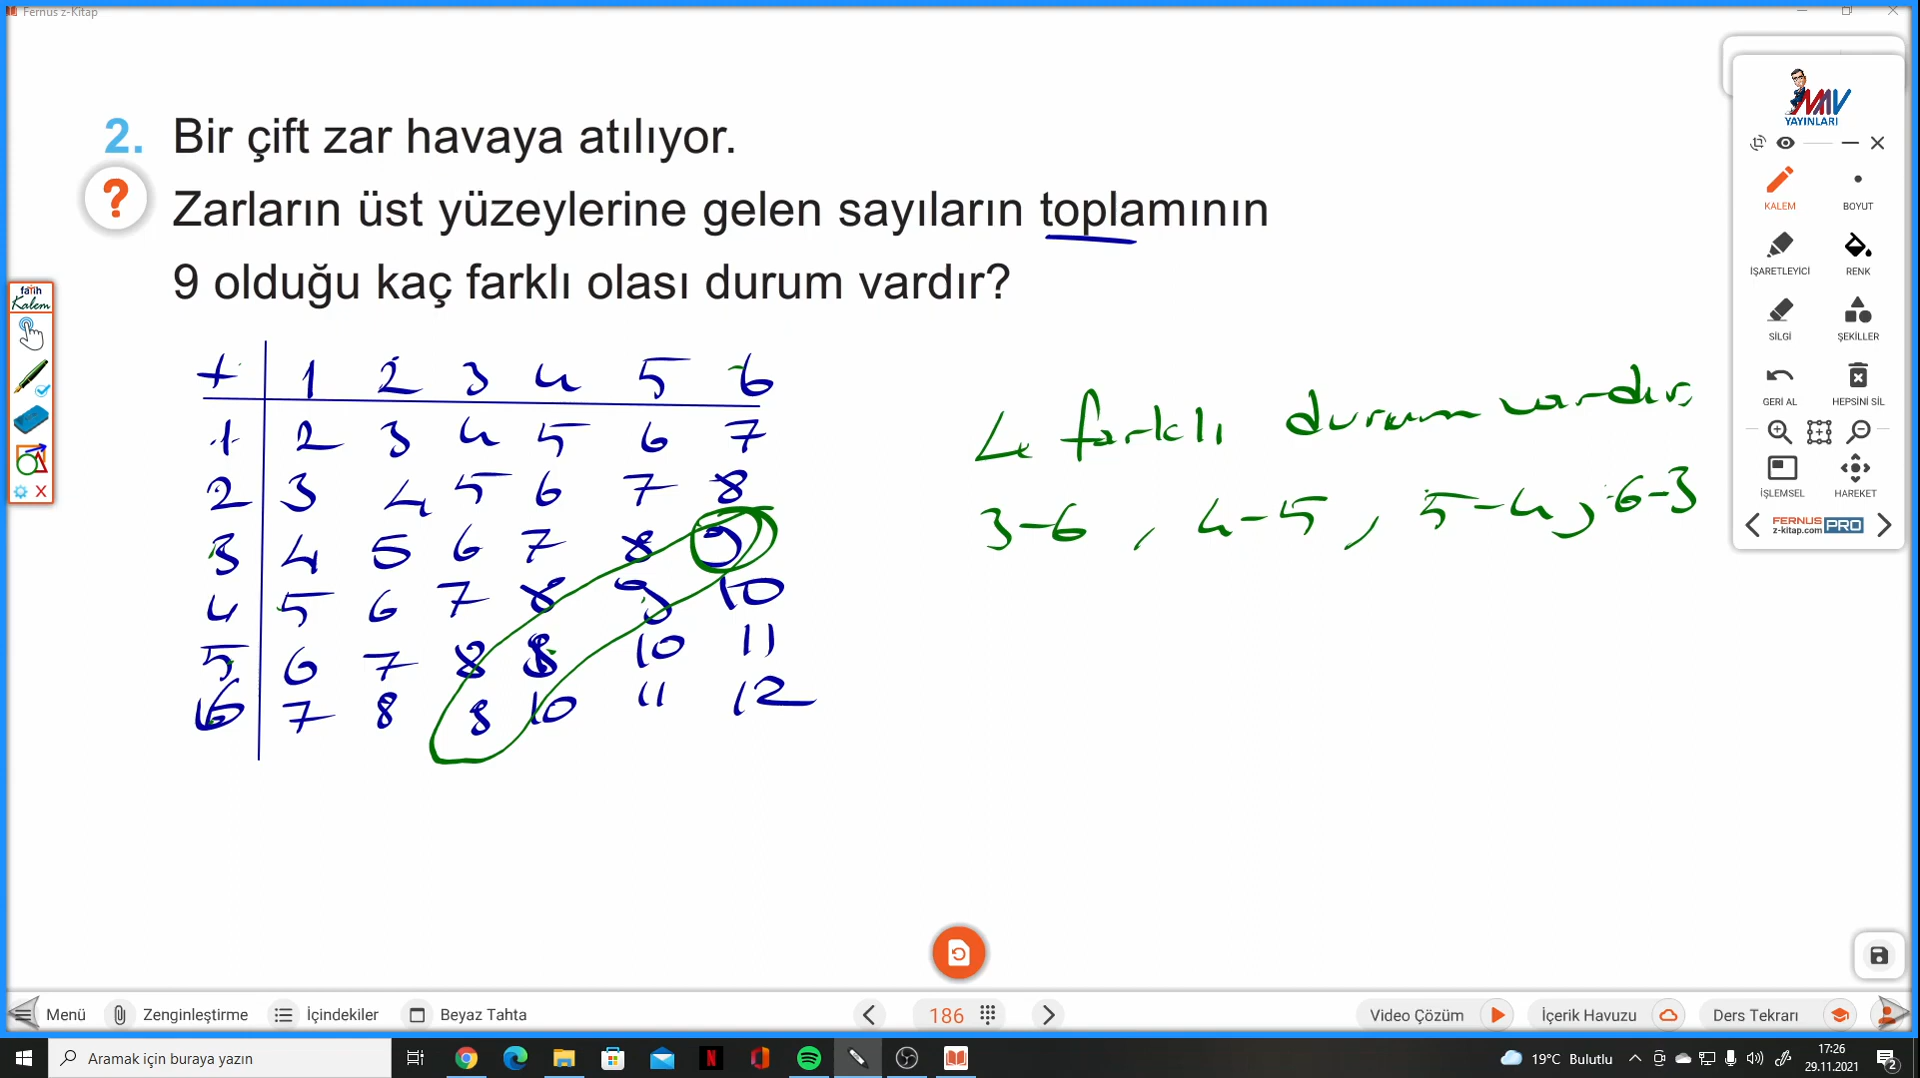 Fernus z-Kitap
2. Bir çift zar havaya atılıyor.
? Zarların üst yüzeylerine gelen sayıların toplamının
9 olduğu kaç farklı olası durum vardır?
+ 1 2 3 4 5 6
1 2 3 4 5 6 7
2 3 4 5 6 7 8
3 4 5 6 7 8 9
4 5 6 7 8 9 10
5 6 7 8 10 11
6 7 8 9 10 11 12
4 farklı durum vardır.
3-6, 4-5, 5-4, 6-3
fatih
Kalem
MAV
YAYINLARI
KALEM BOYUT
İŞARETLEYİCİ RENK
SİLGİ ŞEKİLLER
GERİ AL HEPSİNİ SİL
İŞLEMSEL HAREKET
FERNUS PRO
z-kitap.com
Menü Zenginleştirme İçindekiler Beyaz Tahta 186 Video Çözüm İçerik Havuzu Ders Tekrarı
Aramak için buraya yazın 19°C Bulutlu 17:26
29.11.2021 2